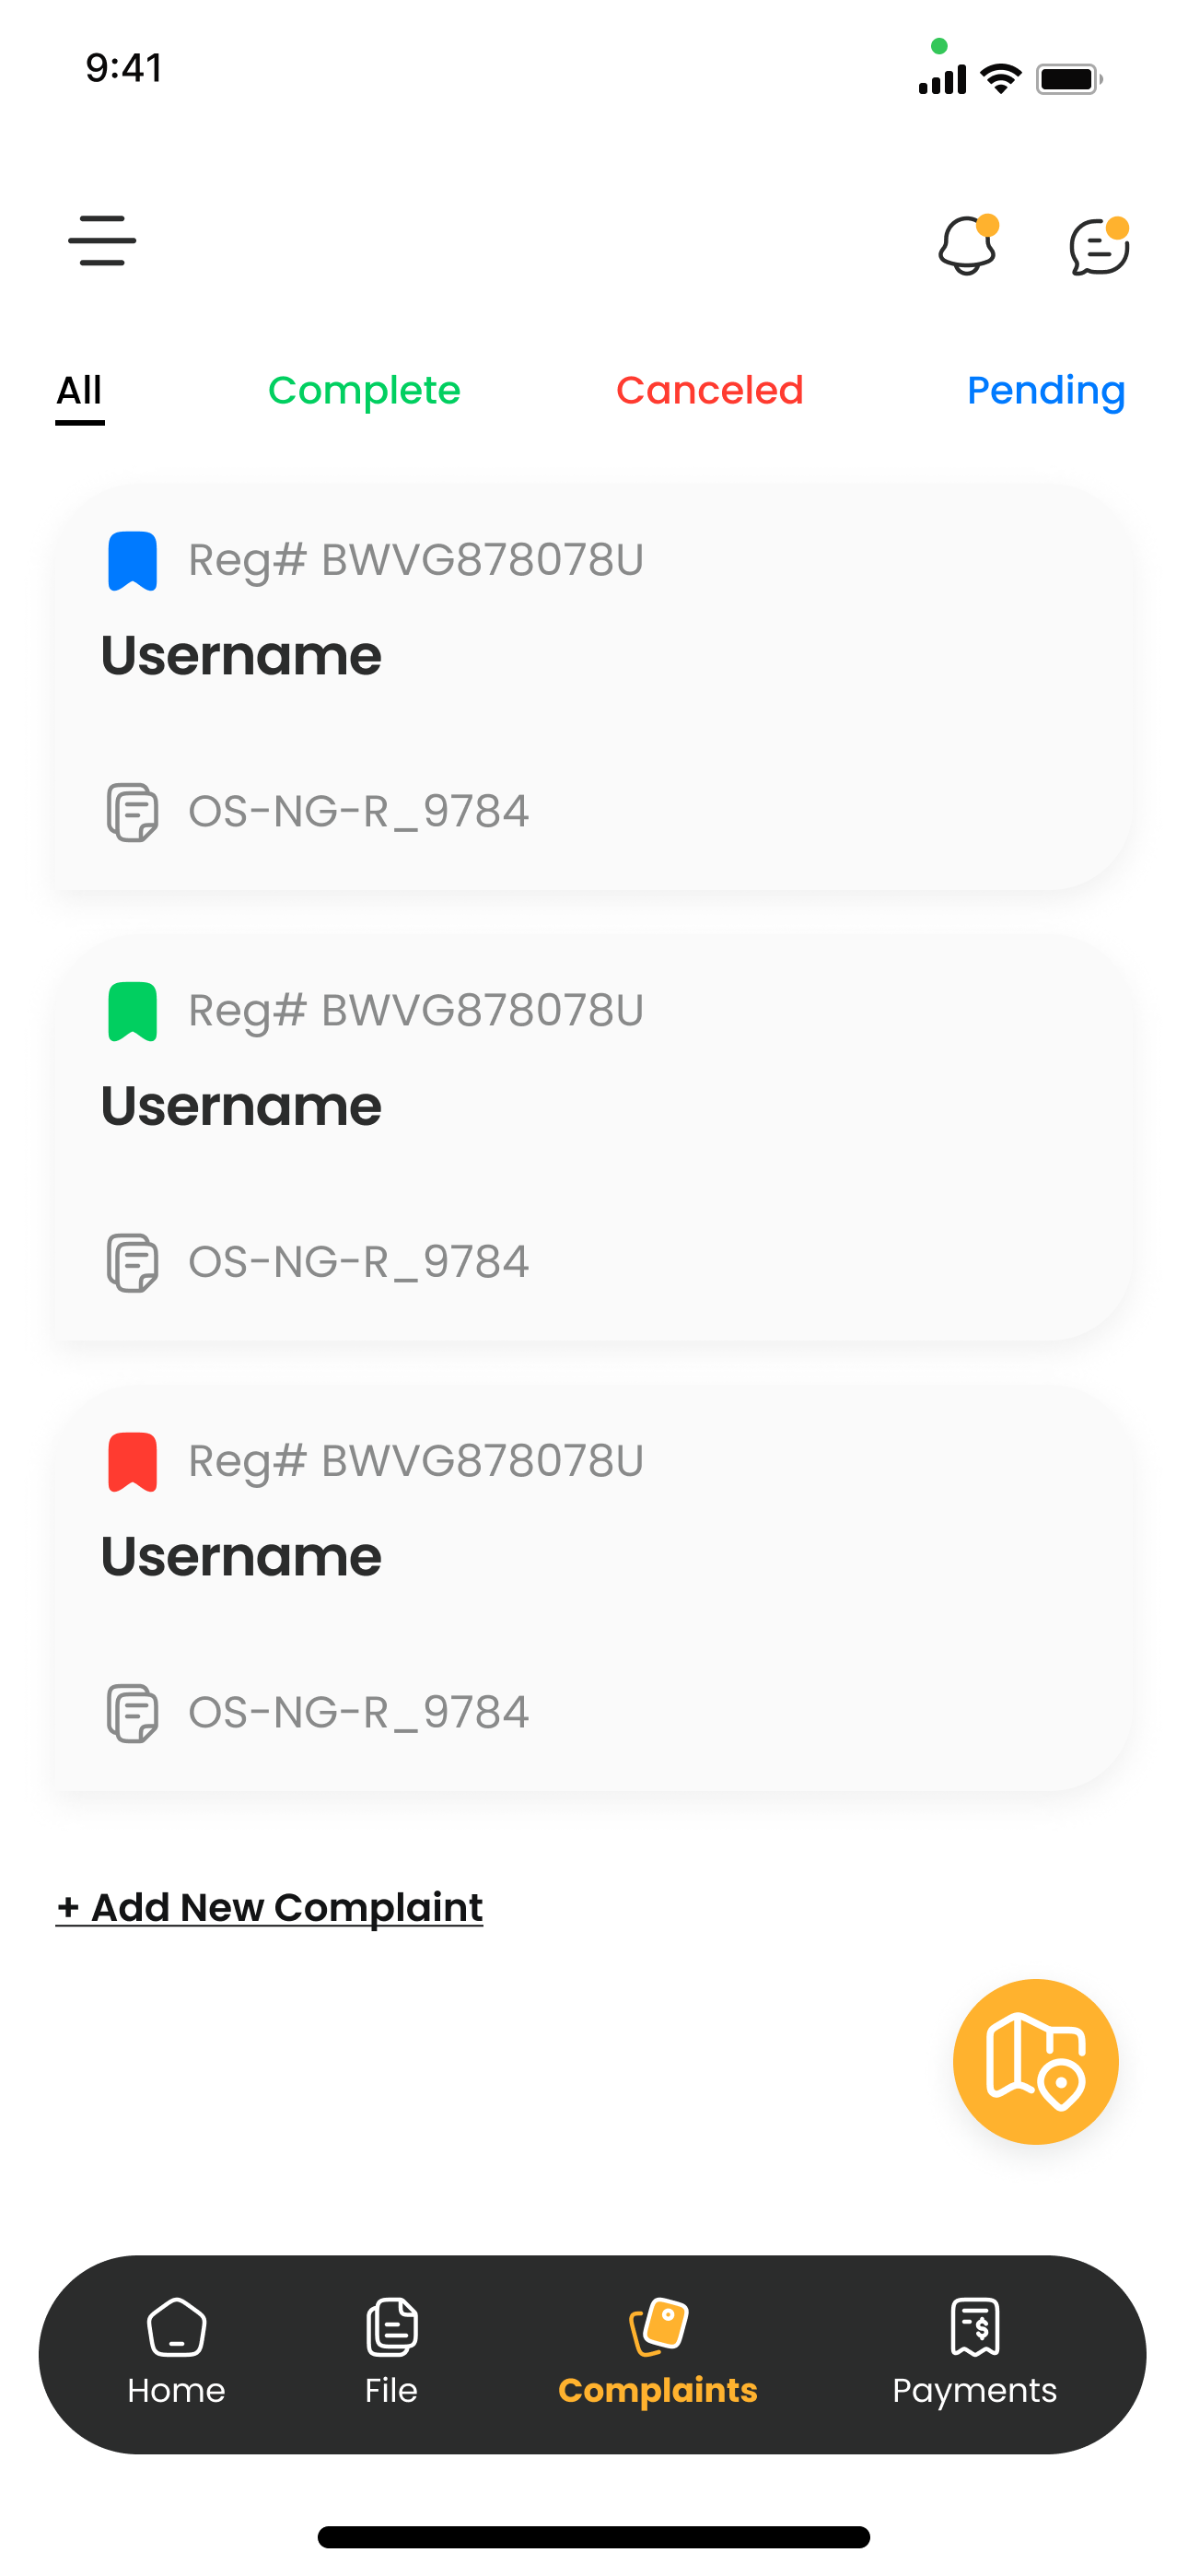 9:41
All Complete Canceled Pending
Reg# BWVG878078U
Username
OS-NG-R_9784
Reg# BWVG878078U
Username
OS-NG-R_9784
Reg# BWVG878078U
Username
OS-NG-R_9784
+ Add New Complaint
Home File Complaints Payments